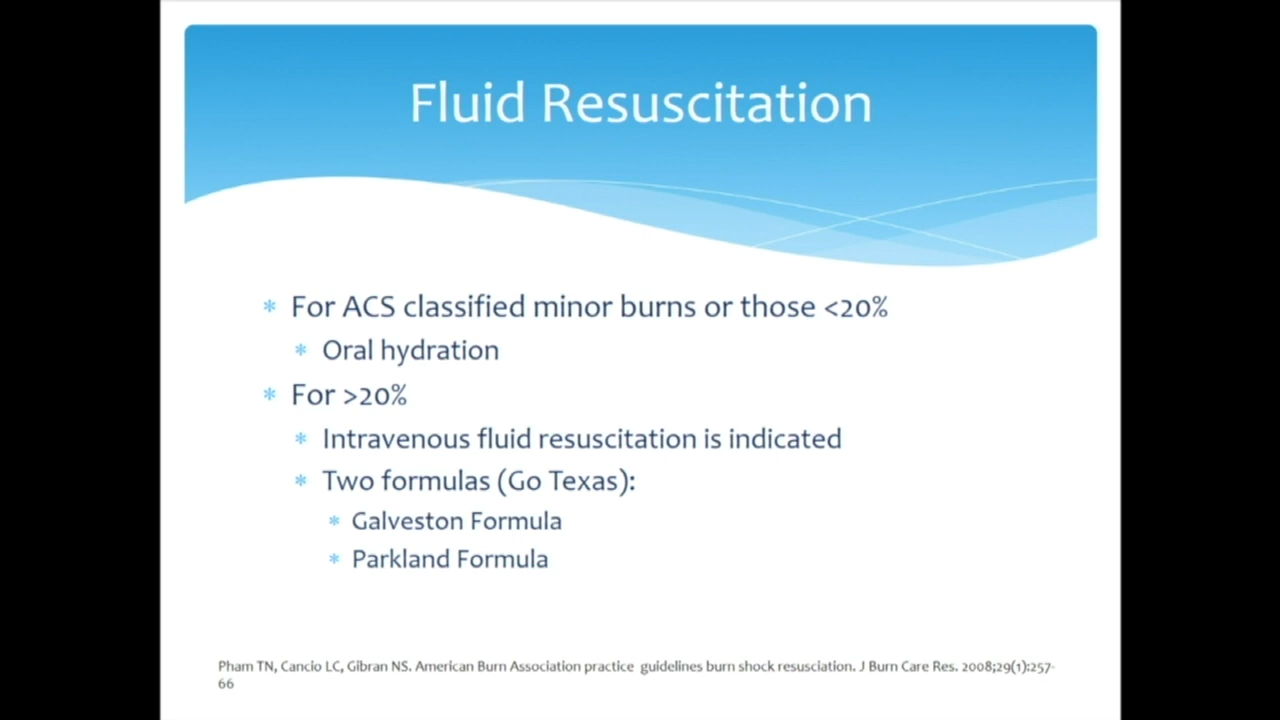 Fluid Resuscitation
* For ACS classified minor burns or those <20%
* Oral hydration
* For >20%
* Intravenous fluid resuscitation is indicated
* Two formulas (Go Texas):
* Galveston Formula
* Parkland Formula
Pham TN, Cancio LC, Gibran NS. American Burn Association practice guidelines burn shock resusciation. J Burn Care Res. 2008;29(1):257-
66